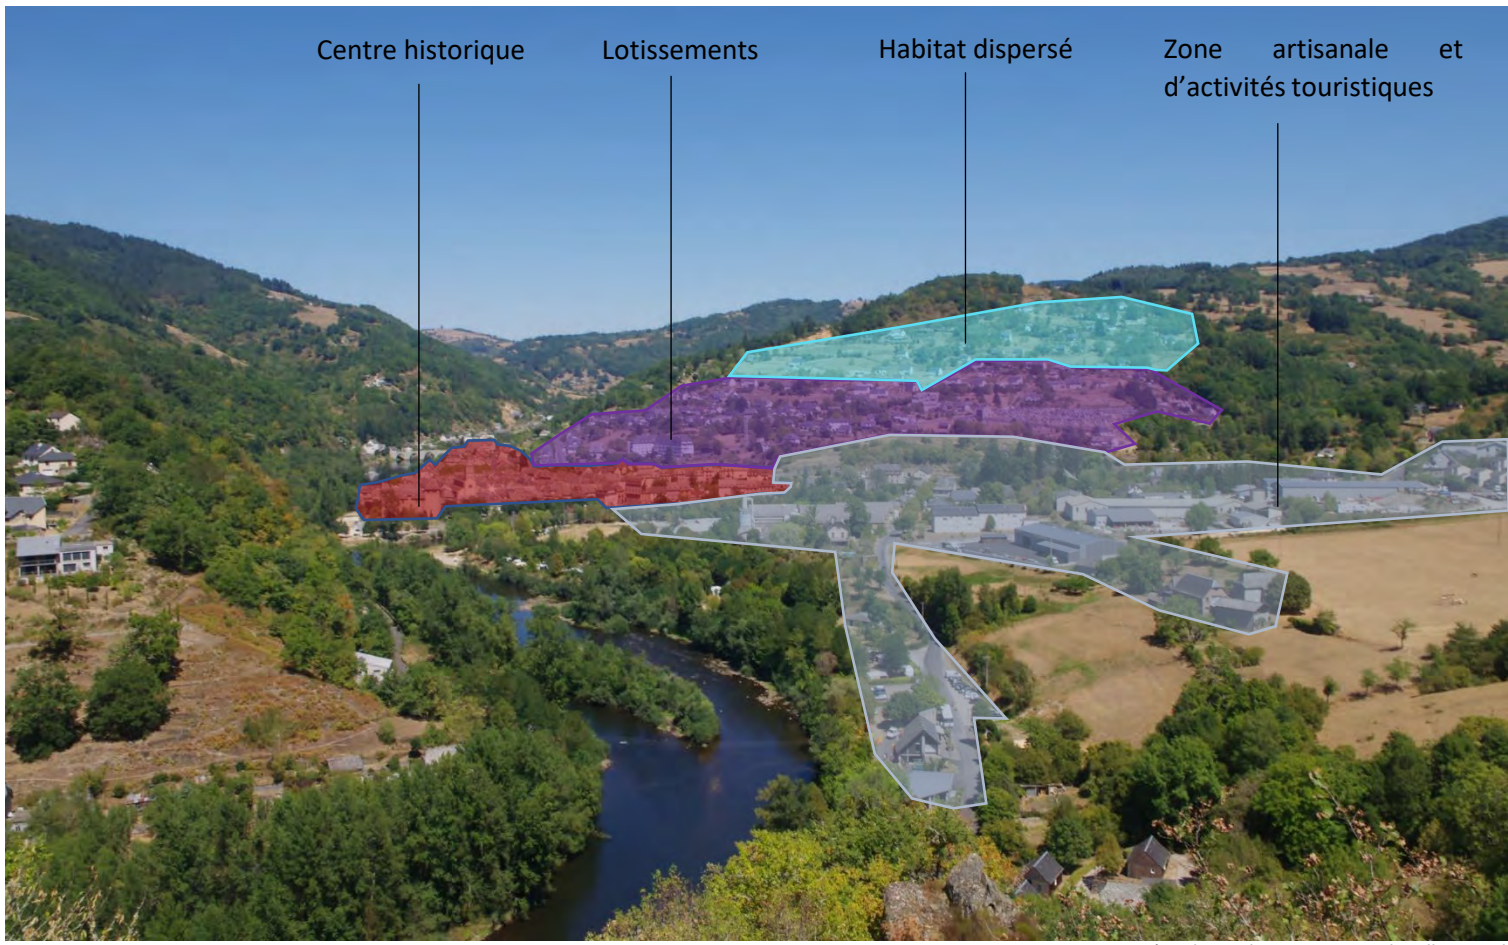 Centre historique
Lotissements
Habitat dispersé
Zone artisanale et
d’activités touristiques